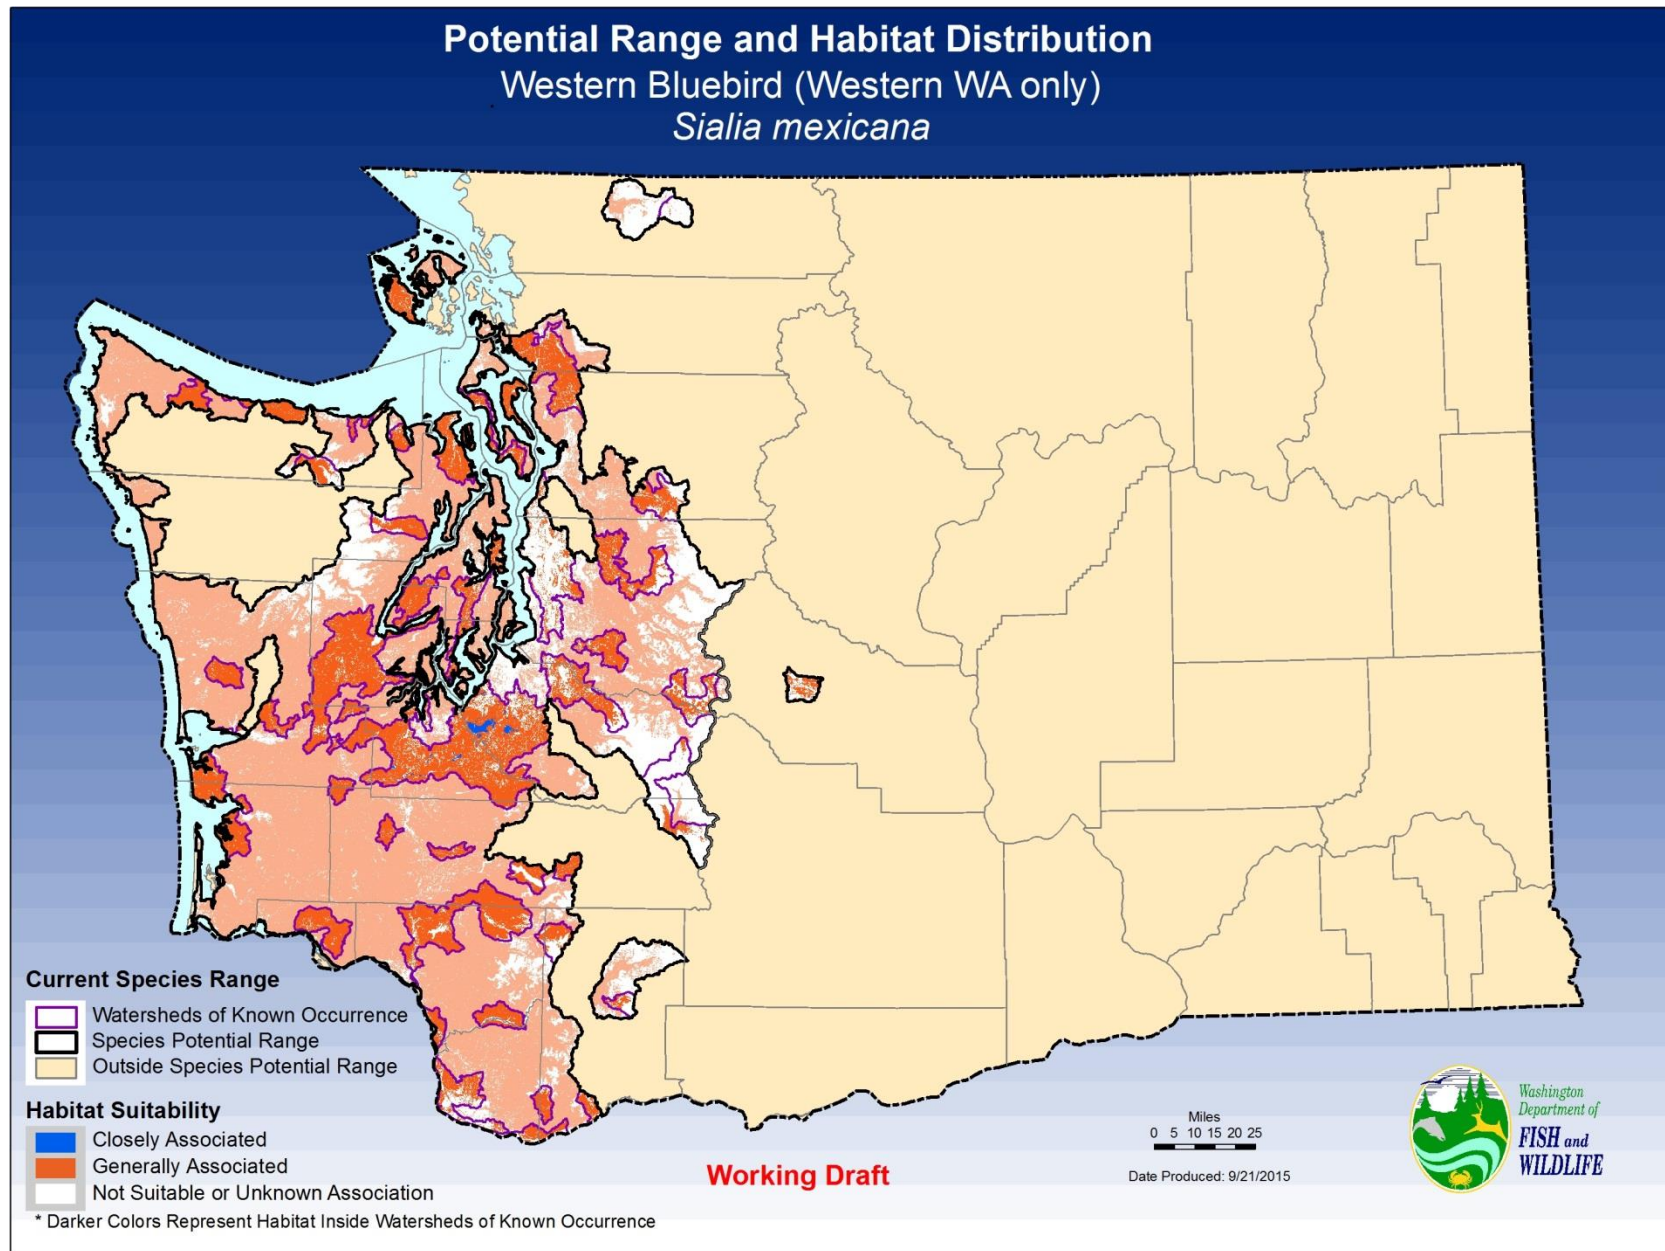 Potential Range and Habitat Distribution
Western Bluebird (Western WA only)
Sialia mexicana
Current Species Range
Watersheds of Known Occurrence
Species Potential Range
Outside Species Potential Range
Habitat Suitability
Closely Associated
Generally Associated
Not Suitable or Unknown Association
* Darker Colors Represent Habitat Inside Watersheds of Known Occurrence
Working Draft
Miles
0 5 10 15 20 25
Date Produced: 9/21/2015
Washington
Department of
FISH and
WILDLIFE